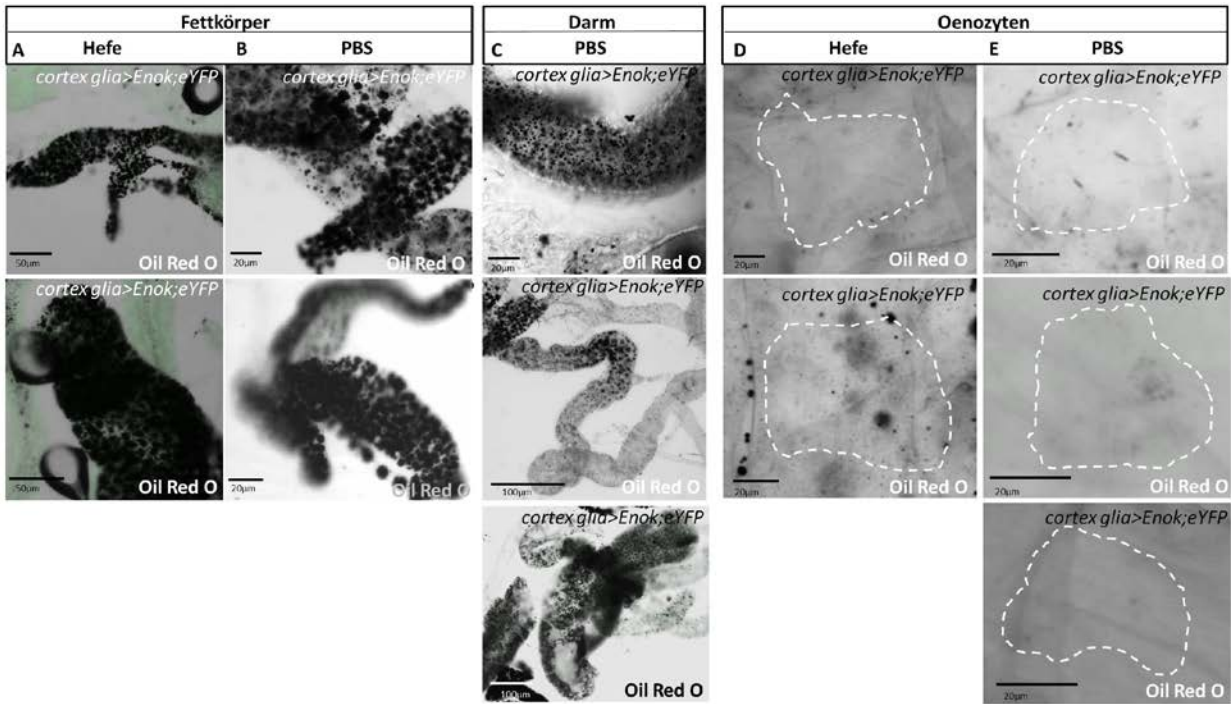 Fettkörper
Darm
Oenozyten
A Hefe B PBS
C PBS
D Hefe E PBS
cortex glia>Enok;eYFP
50µm
Oil Red O
cortex glia>Enok;eYFP
20µm
Oil Red O
cortex glia>Enok;eYFP
20µm
Oil Red O
cortex glia>Enok;eYFP
20µm
Oil Red O
cortex glia>Enok;eYFP
20µm
Oil Red O
cortex glia>Enok;eYFP
50µm
Oil Red O
cortex glia>Enok;eYFP
20µm
Oil Red O
cortex glia>Enok;eYFP
100µm
Oil Red O
cortex glia>Enok;eYFP
20µm
Oil Red O
cortex glia>Enok;eYFP
20µm
Oil Red O
cortex glia>Enok;eYFP
100µm
Oil Red O
cortex glia>Enok;eYFP
20µm
Oil Red O